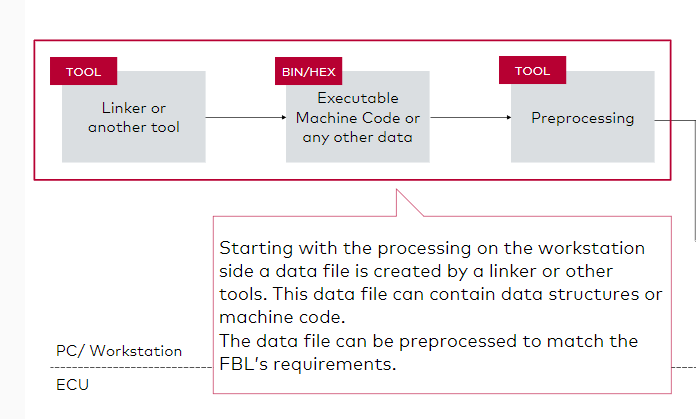 TOOL
Linker or
another tool
BIN/HEX
Executable
Machine Code or
any other data
TOOL
Preprocessing
Starting with the processing on the workstation
side a data file is created by a linker or other
tools. This data file can contain data structures or
machine code.
The data file can be preprocessed to match the
FBL's requirements.
PC/ Workstation
ECU